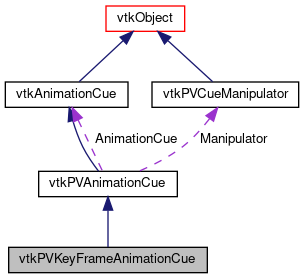 vtkObject
vtkAnimationCue
vtkPVCueManipulator
AnimationCue
Manipulator
vtkPVAnimationCue
vtkPVKeyFrameAnimationCue